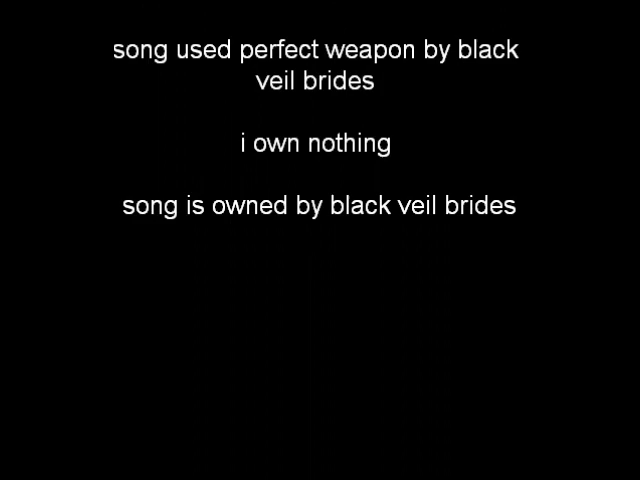 song used perfect weapon by black
veil brides
i own nothing
song is owned by black veil brides